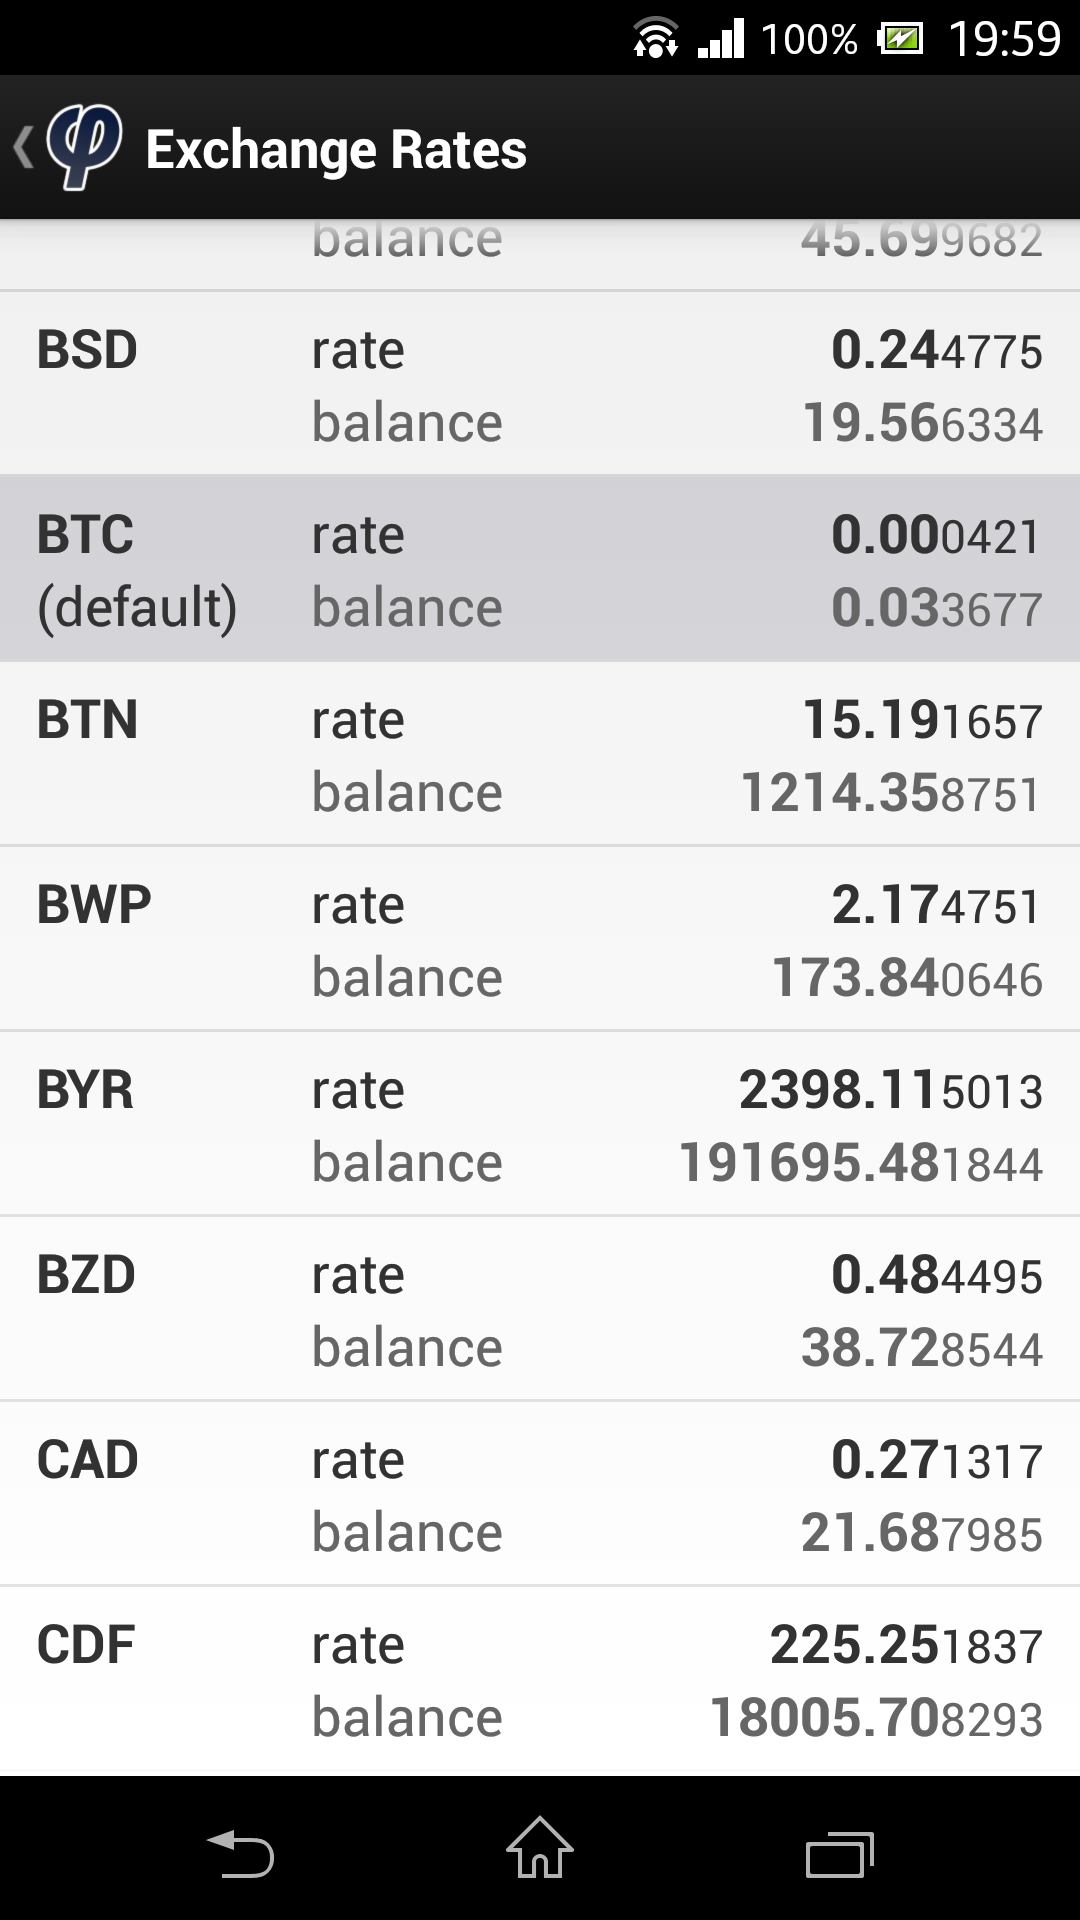 100% 19:59
φ Exchange Rates
balance 45.699682
BSD rate 0.244775
balance 19.566334
BTC rate 0.000421
(default) balance 0.033677
BTN rate 15.191657
balance 1214.358751
BWP rate 2.174751
balance 173.840646
BYR rate 2398.115013
balance 191695.481844
BZD rate 0.484495
balance 38.728544
CAD rate 0.271317
balance 21.687985
CDF rate 225.251837
balance 18005.708293